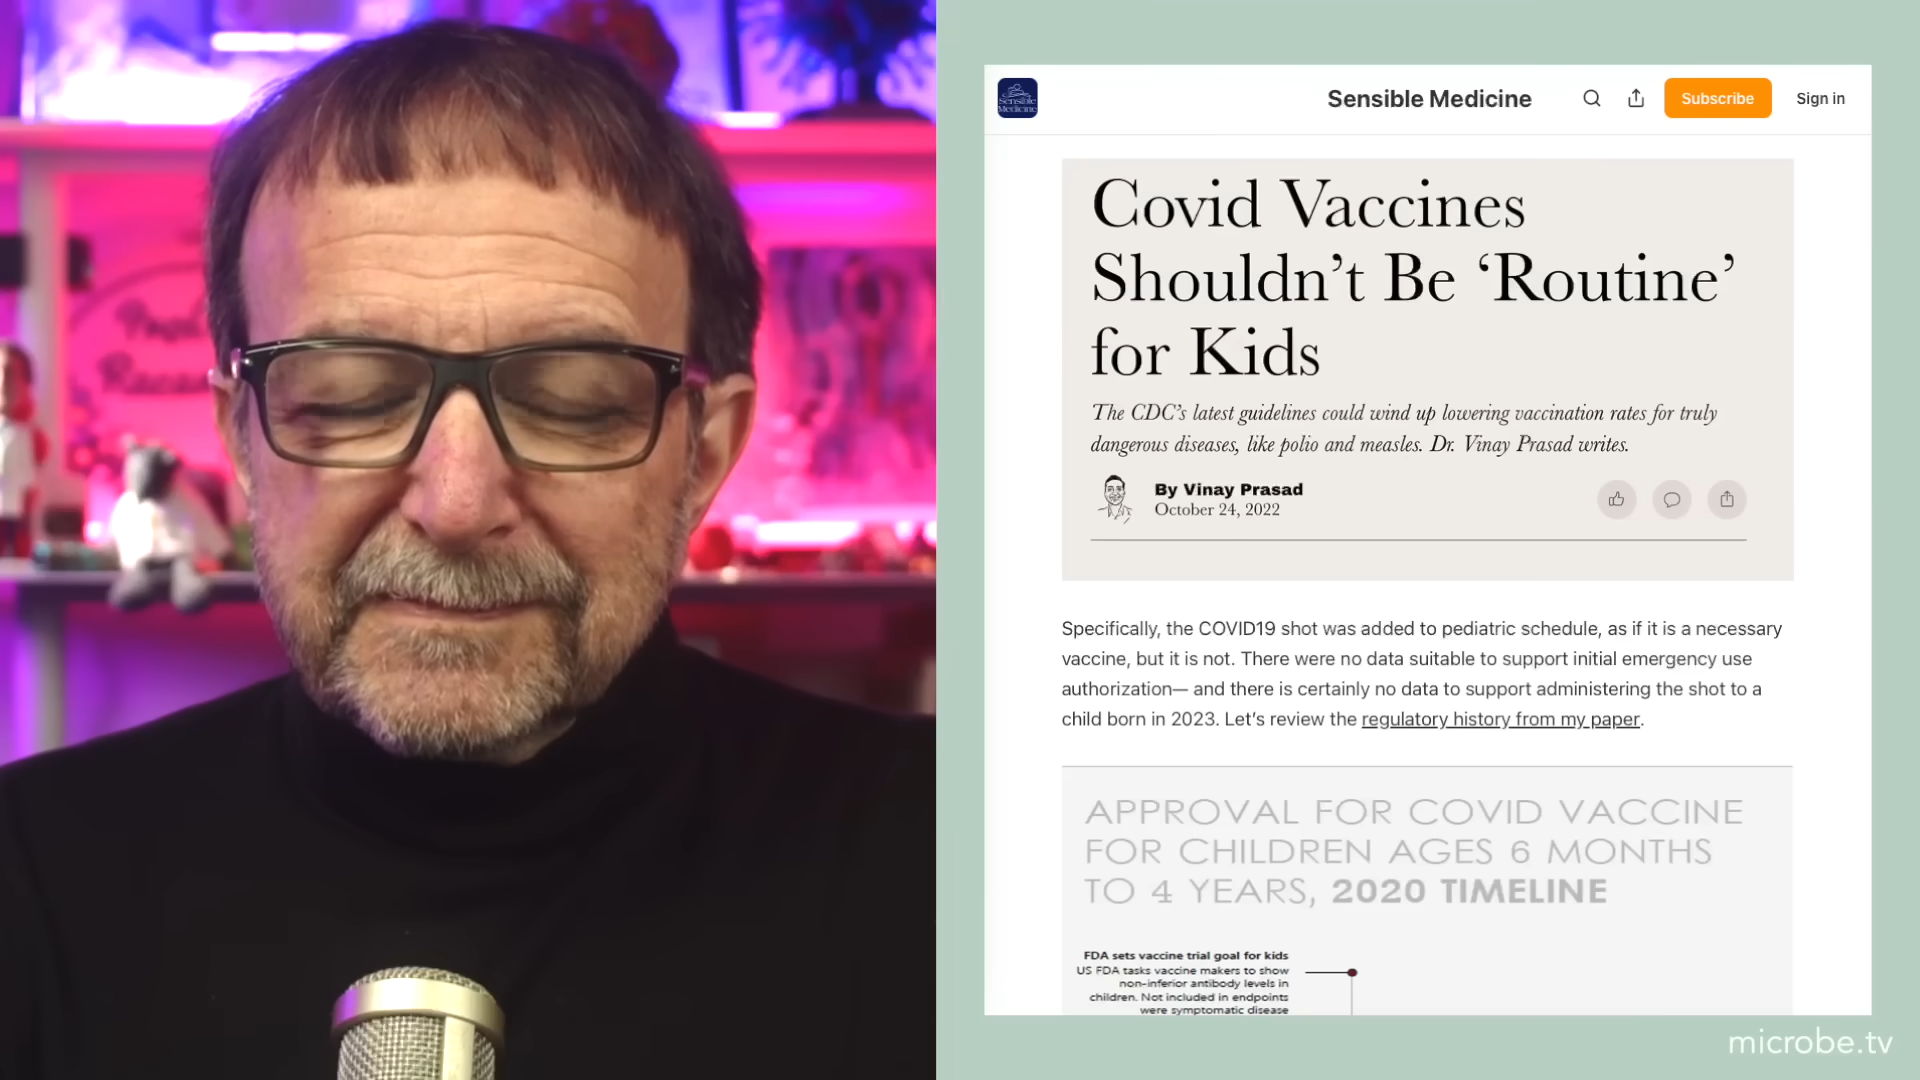 Sensible Medicine
Sensible Medicine
Subscribe
Sign in
Covid Vaccines
Shouldn’t Be ‘Routine’
for Kids
The CDC’s latest guidelines could wind up lowering vaccination rates for truly
dangerous diseases, like polio and measles. Dr. Vinay Prasad writes.
By Vinay Prasad
October 24, 2022
Specifically, the COVID19 shot was added to pediatric schedule, as if it is a necessary
vaccine, but it is not. There were no data suitable to support initial emergency use
authorization— and there is certainly no data to support administering the shot to a
child born in 2023. Let’s review the regulatory history from my paper.
APPROVAL FOR COVID VACCINE
FOR CHILDREN AGES 6 MONTHS
TO 4 YEARS, 2020 TIMELINE
FDA sets vaccine trial goal for kids
US FDA tasks vaccine makers to show
non-inferior antibody levels in
children. Not included in endpoints
were symptomatic disease
microbe.tv